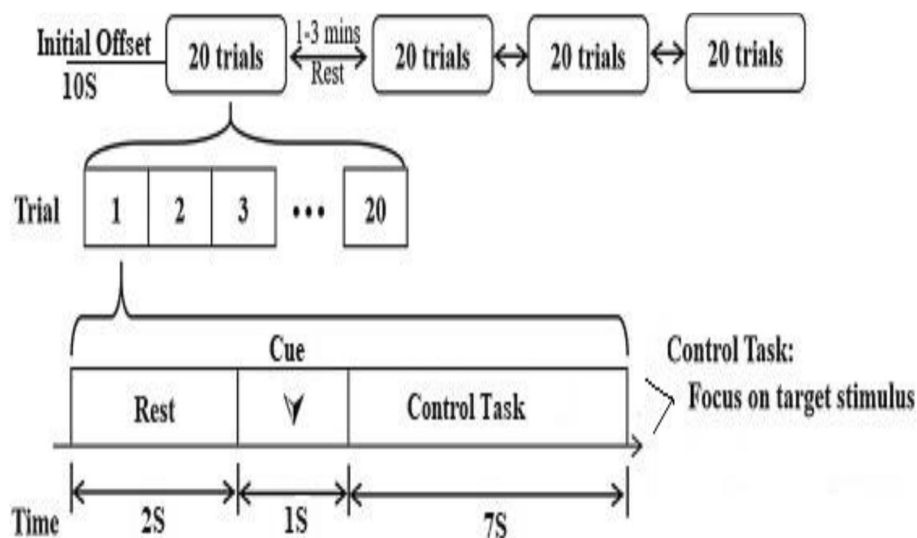 Initial Offset
10S
20 trials
1-3 mins
Rest
20 trials
20 trials
20 trials
Trial
1
2
3
•••
20
Cue
Rest
Control Task
Control Task:
Focus on target stimulus
Time
2S
1S
7S